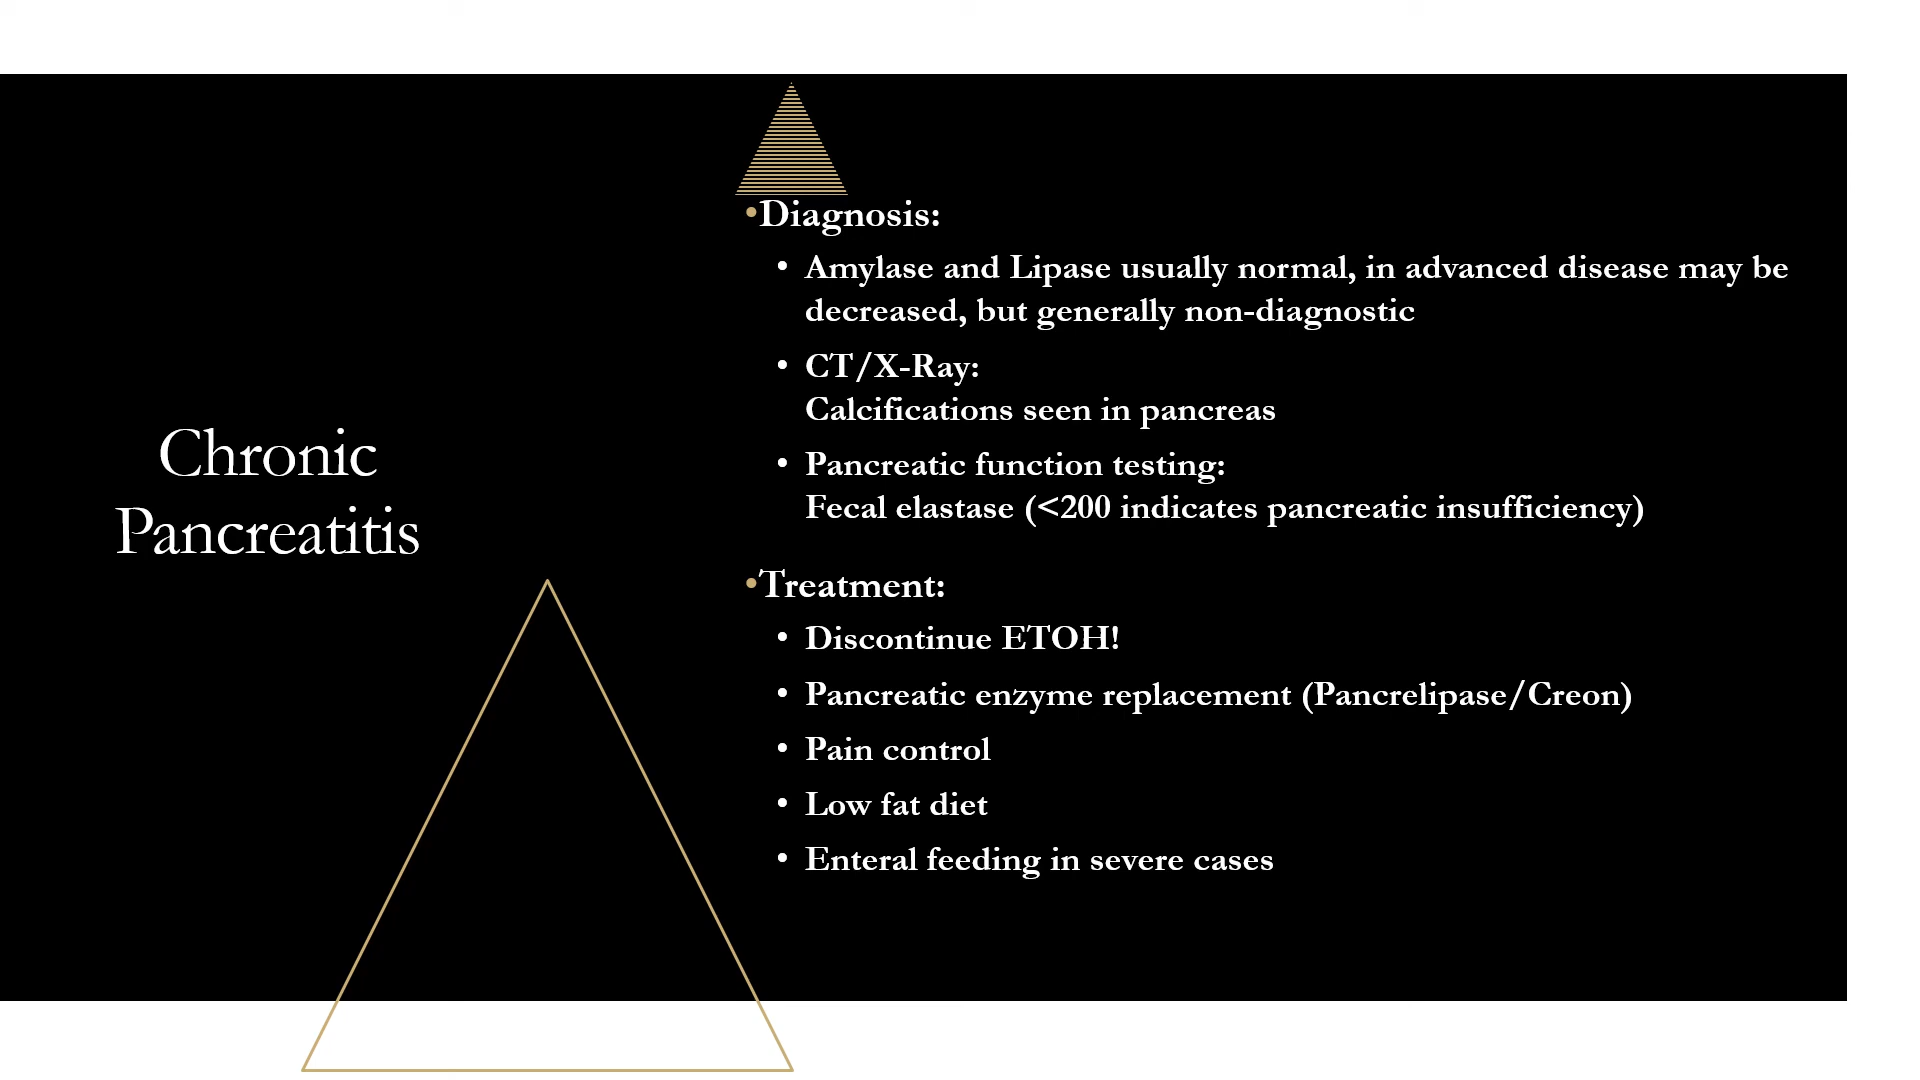 Chronic
Pancreatitis
•Diagnosis:
• Amylase and Lipase usually normal, in advanced disease may be
decreased, but generally non-diagnostic
• CT/X-Ray:
Calcifications seen in pancreas
• Pancreatic function testing:
Fecal elastase (<200 indicates pancreatic insufficiency)
•Treatment:
• Discontinue ETOH!
• Pancreatic enzyme replacement (Pancrelipase/Creon)
• Pain control
• Low fat diet
• Enteral feeding in severe cases